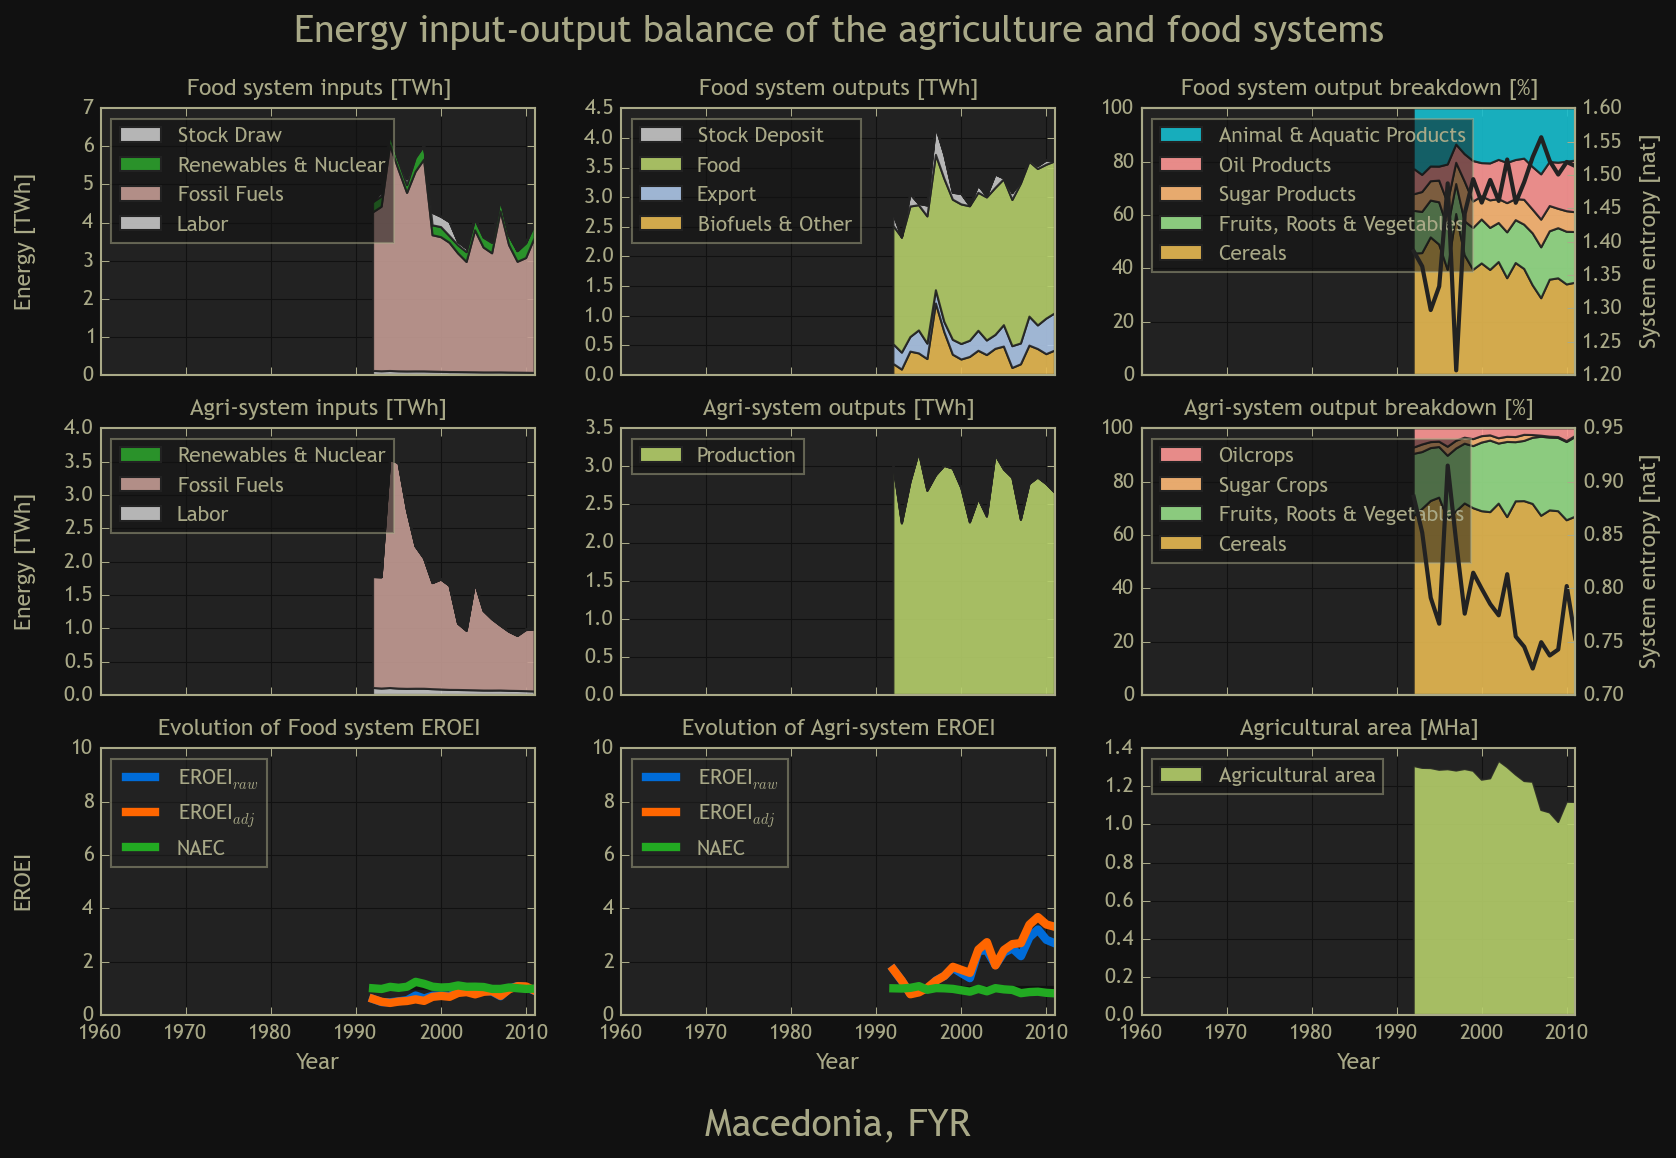 Energy input-output balance of the agriculture and food systems
Food system inputs [TWh]
Energy [TWh]
7
6
5
4
3
2
1
0
Stock Draw
Renewables & Nuclear
Fossil Fuels
Labor
Food system outputs [TWh]
4.5
4.0
3.5
3.0
2.5
2.0
1.5
1.0
0.5
0.0
Stock Deposit
Food
Export
Biofuels & Other
Food system output breakdown [%]
100
80
60
40
20
0
Animal & Aquatic Products
Oil Products
Sugar Products
Fruits, Roots & Vegetables
Cereals
1.60
1.55
1.50
1.45
1.40
1.35
1.30
1.25
1.20
System entropy [nat]
Agri-system inputs [TWh]
Energy [TWh]
4.0
3.5
3.0
2.5
2.0
1.5
1.0
0.5
0.0
Renewables & Nuclear
Fossil Fuels
Labor
Agri-system outputs [TWh]
3.5
3.0
2.5
2.0
1.5
1.0
0.5
0.0
Production
Agri-system output breakdown [%]
100
80
60
40
20
0
Oilcrops
Sugar Crops
Fruits, Roots & Vegetables
Cereals
0.95
0.90
0.85
0.80
0.75
0.70
System entropy [nat]
Evolution of Food system EROEI
EROEI
10
8
6
4
2
0
EROEI raw
EROEI adj
NAEC
1960 1970 1980 1990 2000 2010
Year
Evolution of Agri-system EROEI
10
8
6
4
2
0
EROEI raw
EROEI adj
NAEC
1960 1970 1980 1990 2000 2010
Year
Agricultural area [MHa]
1.4
1.2
1.0
0.8
0.6
0.4
0.2
0.0
Agricultural area
1960 1970 1980 1990 2000 2010
Year
Macedonia, FYR